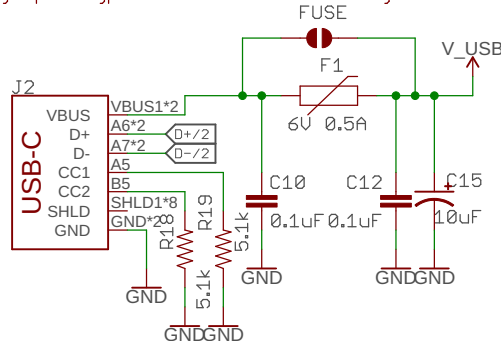 FUSE
V_USB
F1
J2
VBUS1*2
VBUS
6V 0.5A
A6*2
D+
D+/2
A7*2
D-
D-/2
USB-C
A5
CC1
B5
CC2
C10
C12
C15
SHLD1*8
SHLD
GND*2
GND
R18
R19
0.1uF
0.1uF
10uF
5.1k
5.1k
GND
GND
GND
GND
GND
GND